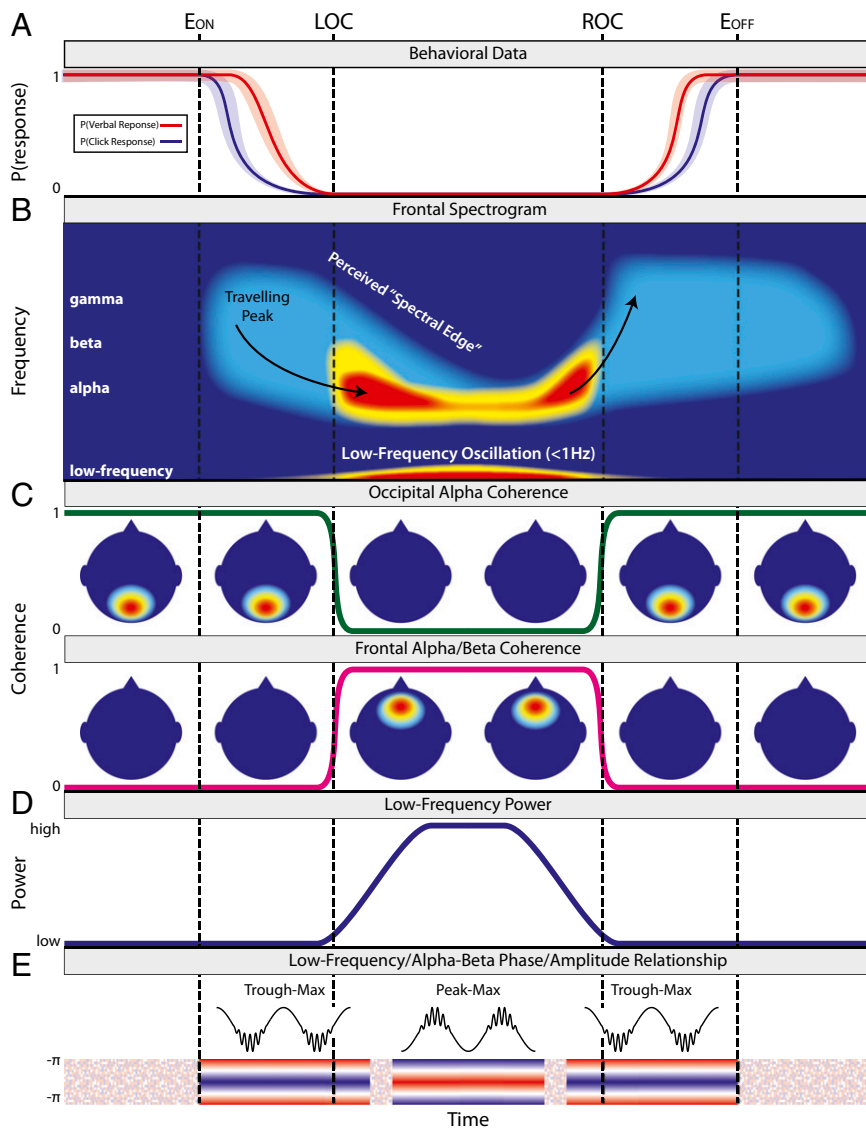 A
EON LOC ROC EOFF
Behavioral Data
1
P(response)
P(Verbal Reponse)
P(Click Response)
0
B
Frontal Spectrogram
Frequency
gamma
beta
alpha
low-frequency
Travelling
Peak
Perceived "Spectral Edge"
Low-Frequency Oscillation (<1Hz)
C
Occipital Alpha Coherence
1
0
Coherence
Frontal Alpha/Beta Coherence
1
0
D
Low-Frequency Power
high
Power
low
E
Low-Frequency/Alpha-Beta Phase/Amplitude Relationship
Trough-Max Peak-Max Trough-Max
-π
-π
Time